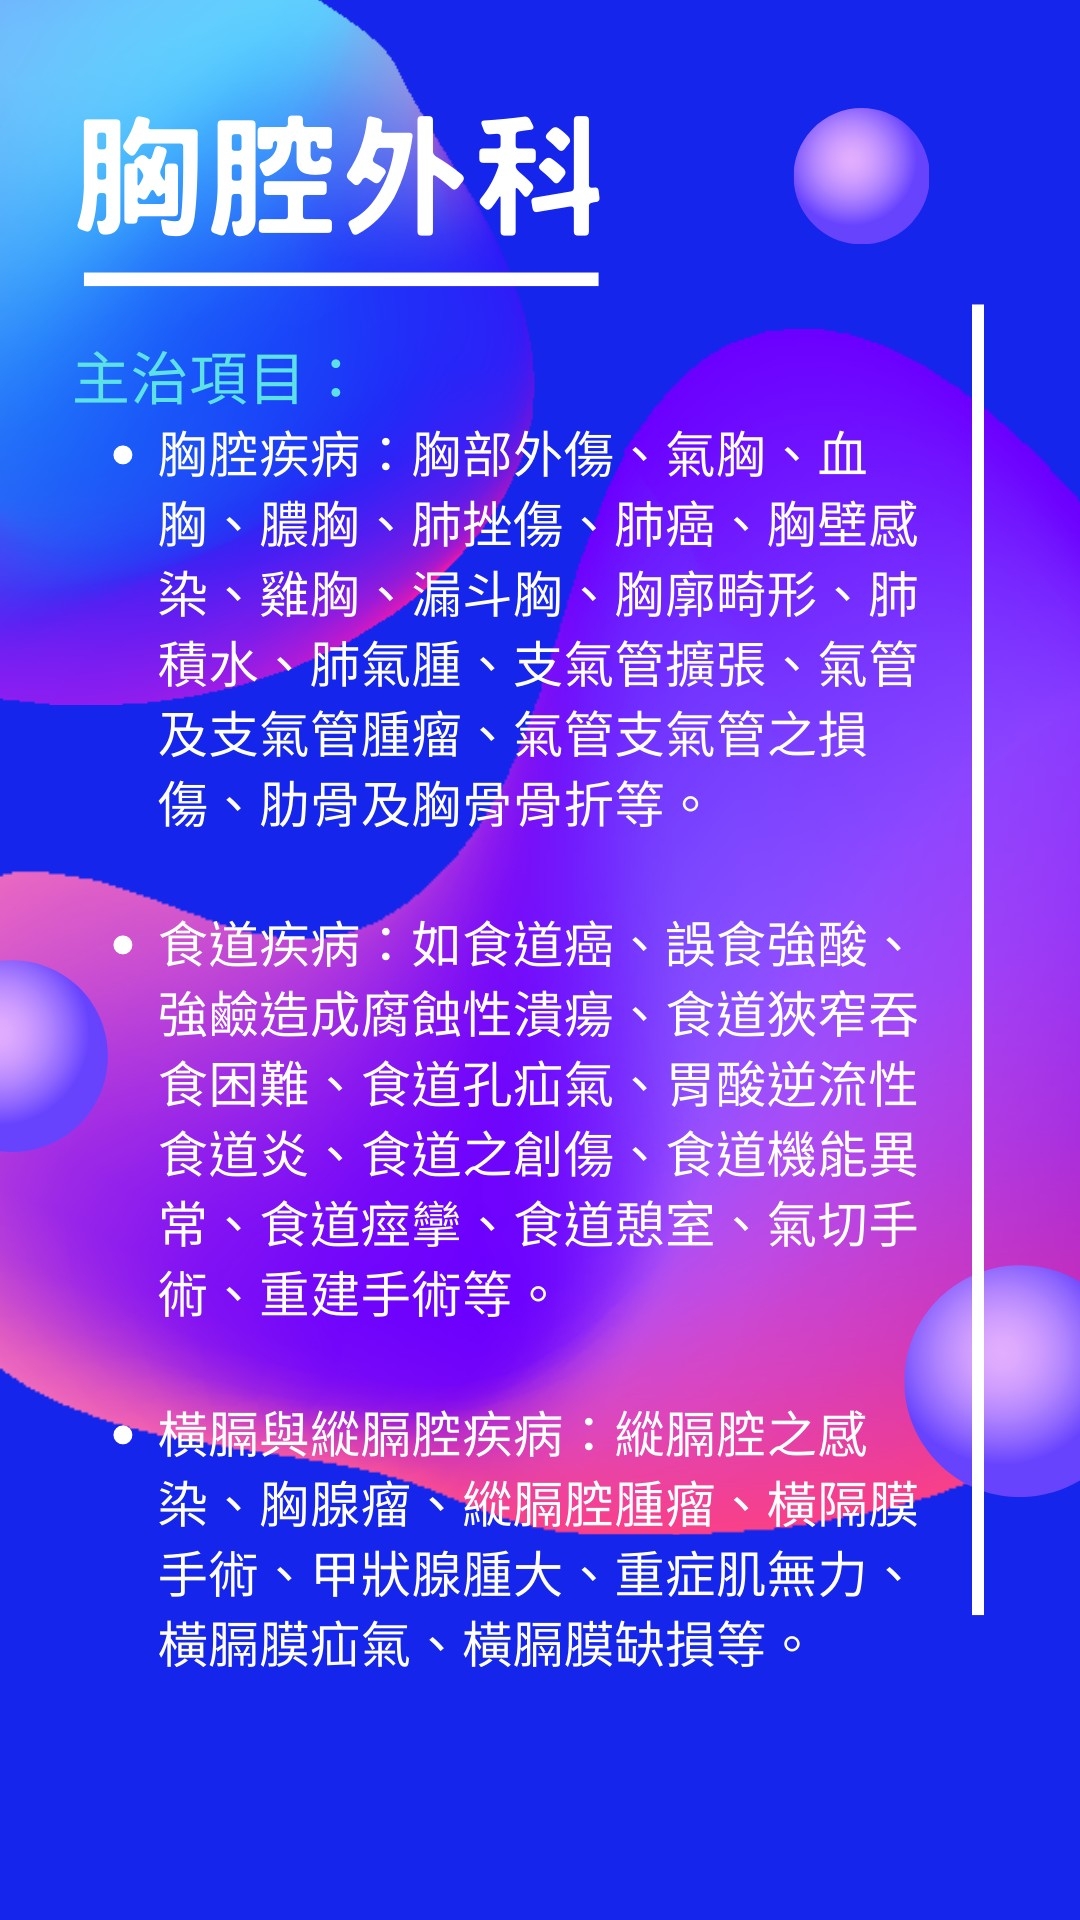 胸腔外科
主治項目：
• 胸腔疾病：胸部外傷、氣胸、血
胸、膿胸、肺挫傷、肺癌、胸壁感
染、雞胸、漏斗胸、胸廓畸形、肺
積水、肺氣腫、支氣管擴張、氣管
及支氣管腫瘤、氣管支氣管之損
傷、肋骨及胸骨骨折等。
• 食道疾病：如食道癌、誤食強酸、
強鹼造成腐蝕性潰瘍、食道狹窄吞
食困難、食道孔疝氣、胃酸逆流性
食道炎、食道之創傷、食道機能異
常、食道痙攣、食道憩室、氣切手
術、重建手術等。
• 橫膈與縱膈腔疾病：縱膈腔之感
染、胸腺瘤、縱膈腔腫瘤、橫隔膜
手術、甲狀腺腫大、重症肌無力、
橫膈膜疝氣、橫膈膜缺損等。